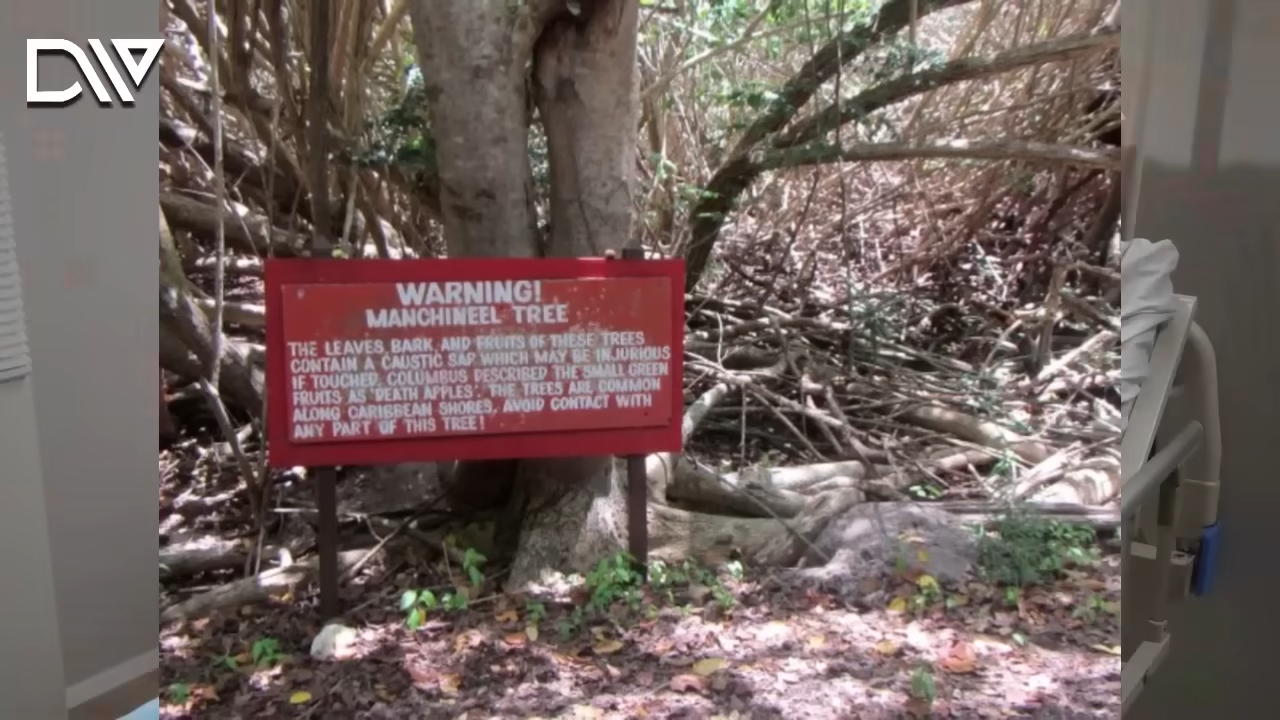 DW
WARNING!
MANCHINEEL TREE
THE LEAVES, BARK, AND FRUITS OF THESE TREES
CONTAIN A CAUSTIC SAP WHICH MAY BE INJURIOUS
IF TOUCHED. COLUMBUS DESCRIBED THE SMALL GREEN
FRUITS AS 'DEATH APPLES'. THE TREES ARE COMMON
ALONG CARIBBEAN SHORES. AVOID CONTACT WITH
ANY PART OF THIS TREE!